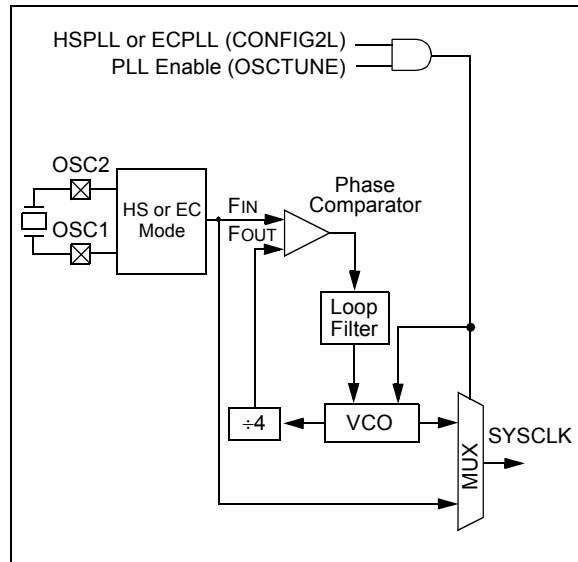 HSPLL or ECPLL (CONFIG2L)
PLL Enable (OSCTUNE)
OSC2
OSC1
HS or EC
Mode
FIN
FOUT
Phase
Comparator
Loop
Filter
÷4
VCO
MUX
SYSCLK